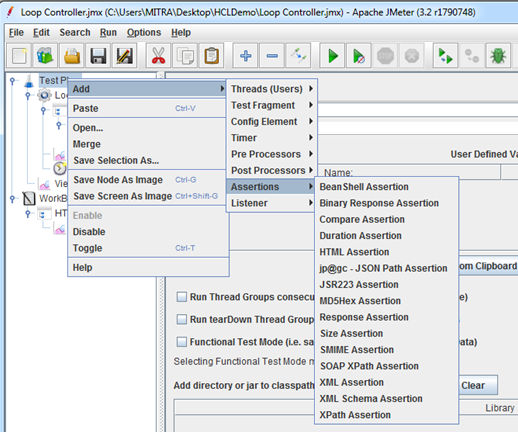 Loop Controller.jmx (C:\Users\MITRA\Desktop\HCLDemo\Loop Controller.jmx) - Apache JMeter (3.2 r1790748)
File Edit Search Run Options Help
Test Pl
Lo
Vie
WorkB
HT
Add
Paste Ctrl-V
Open...
Merge
Save Selection As...
Save Node As Image Ctrl-G
Save Screen As Image Ctrl+Shift-G
Enable
Disable
Toggle Ctrl-T
Help
Threads (Users)
Test Fragment
Config Element
Timer
Pre Processors
Post Processors
Assertions
Listener
BeanShell Assertion
Binary Response Assertion
Compare Assertion
Duration Assertion
HTML Assertion
jp@gc - JSON Path Assertion
JSR223 Assertion
MD5Hex Assertion
Response Assertion
Size Assertion
SMIME Assertion
SOAP XPath Assertion
XML Assertion
XML Schema Assertion
XPath Assertion
User Defined Va
Name:
om Clipboard
Run Thread Groups consecu e)
Run tearDown Thread Group
Functional Test Mode (i.e. sa Data)
Selecting Functional Test Mode m
Add directory or jar to classpath Clear
Library